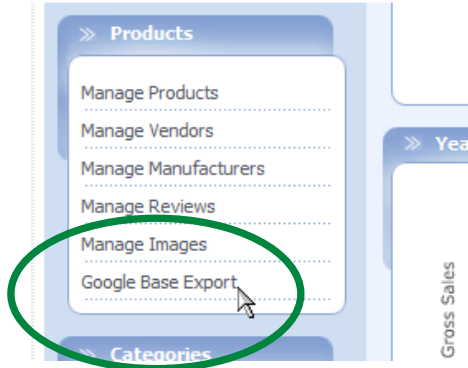 » Products
Manage Products
Manage Vendors
Manage Manufacturers
Manage Reviews
Manage Images
Google Base Export
» Categories
» Yea
Gross Sales